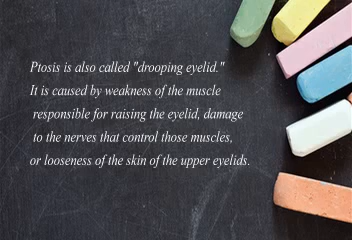 Ptosis is also called "drooping eyelid."
It is caused by weakness of the muscle
responsible for raising the eyelid, damage
to the nerves that control those muscles,
or looseness of the skin of the upper eyelids.